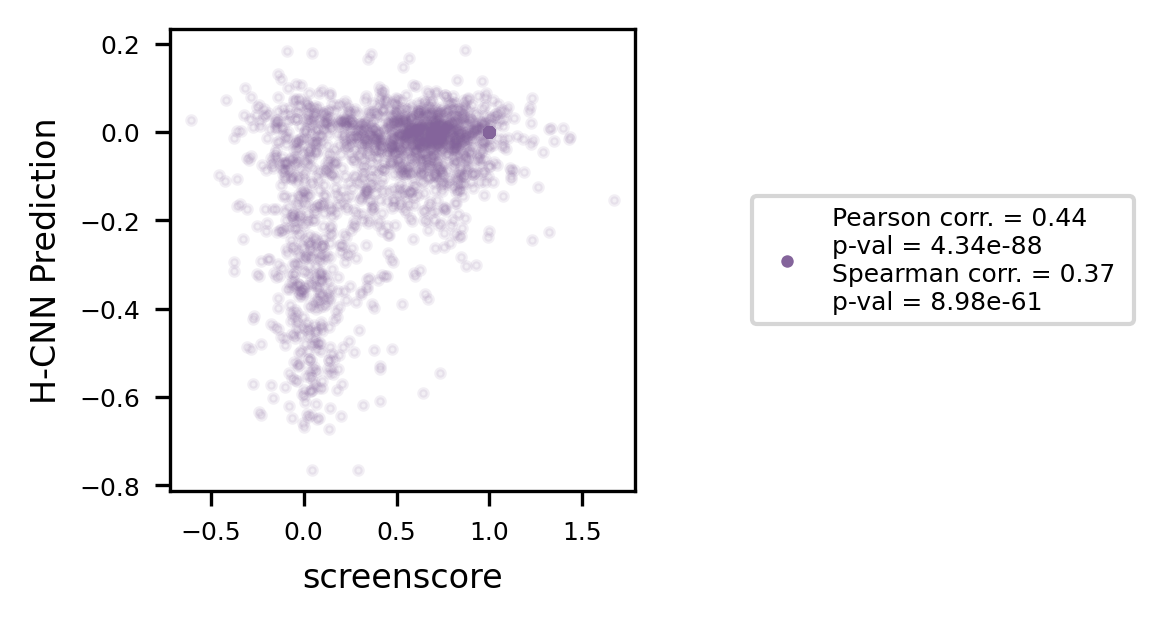 0.2
0.0
−0.2
−0.4
−0.6
−0.8
H-CNN Prediction
−0.5 0.0 0.5 1.0 1.5
screenscore
Pearson corr. = 0.44
p-val = 4.34e-88
Spearman corr. = 0.37
p-val = 8.98e-61